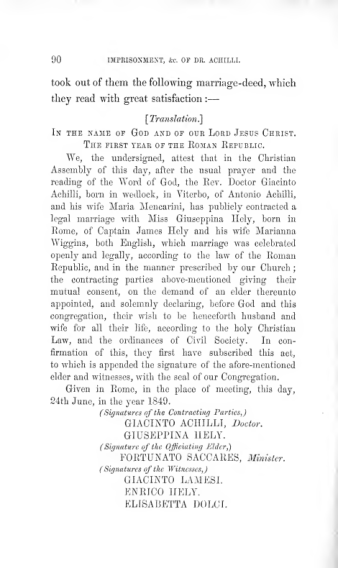 90 IMPRISONMENT, &c. OF DR. ACHILLI.
took out of them the following marriage-deed, which
they read with great satisfaction :—
[Translation.]
IN THE NAME OF GOD AND OF OUR LORD JESUS CHRIST.
THE FIRST YEAR OF THE ROMAN REPUBLIC.
We, the undersigned, attest that in the Christian
Assembly of this day, after the usual prayer and the
reading of the Word of God, the Rev. Doctor Giacinto
Achilli, born in wedlock, in Viterbo, of Antonio Achilli,
and his wife Maria Mencarini, has publicly contracted a
legal marriage with Miss Giuseppina Hely, born in
Rome, of Captain James Hely and his wife Marianna
Wiggins, both English, which marriage was celebrated
openly and legally, according to the law of the Roman
Republic, and in the manner prescribed by our Church ;
the contracting parties above-mentioned giving their
mutual consent, on the demand of an elder thereunto
appointed, and solemnly declaring, before God and this
congregation, their wish to be henceforth husband and
wife for all their life, according to the holy Christian
Law, and the ordinances of Civil Society. In con-
firmation of this, they first have subscribed this act,
to which is appended the signature of the afore-mentioned
elder and witnesses, with the seal of our Congregation.
Given in Rome, in the place of meeting, this day,
24th June, in the year 1849.
(Signatures of the Contracting Parties,)
GIACINTO ACHILLI, Doctor.
GIUSEPPINA HELY.
(Signature of the Officiating Elder,)
FORTUNATO SACCARES, Minister.
(Signatures of the Witnesses,)
GIACINTO LAMESI.
ENRICO HELY.
ELISABETTA DOLCI.